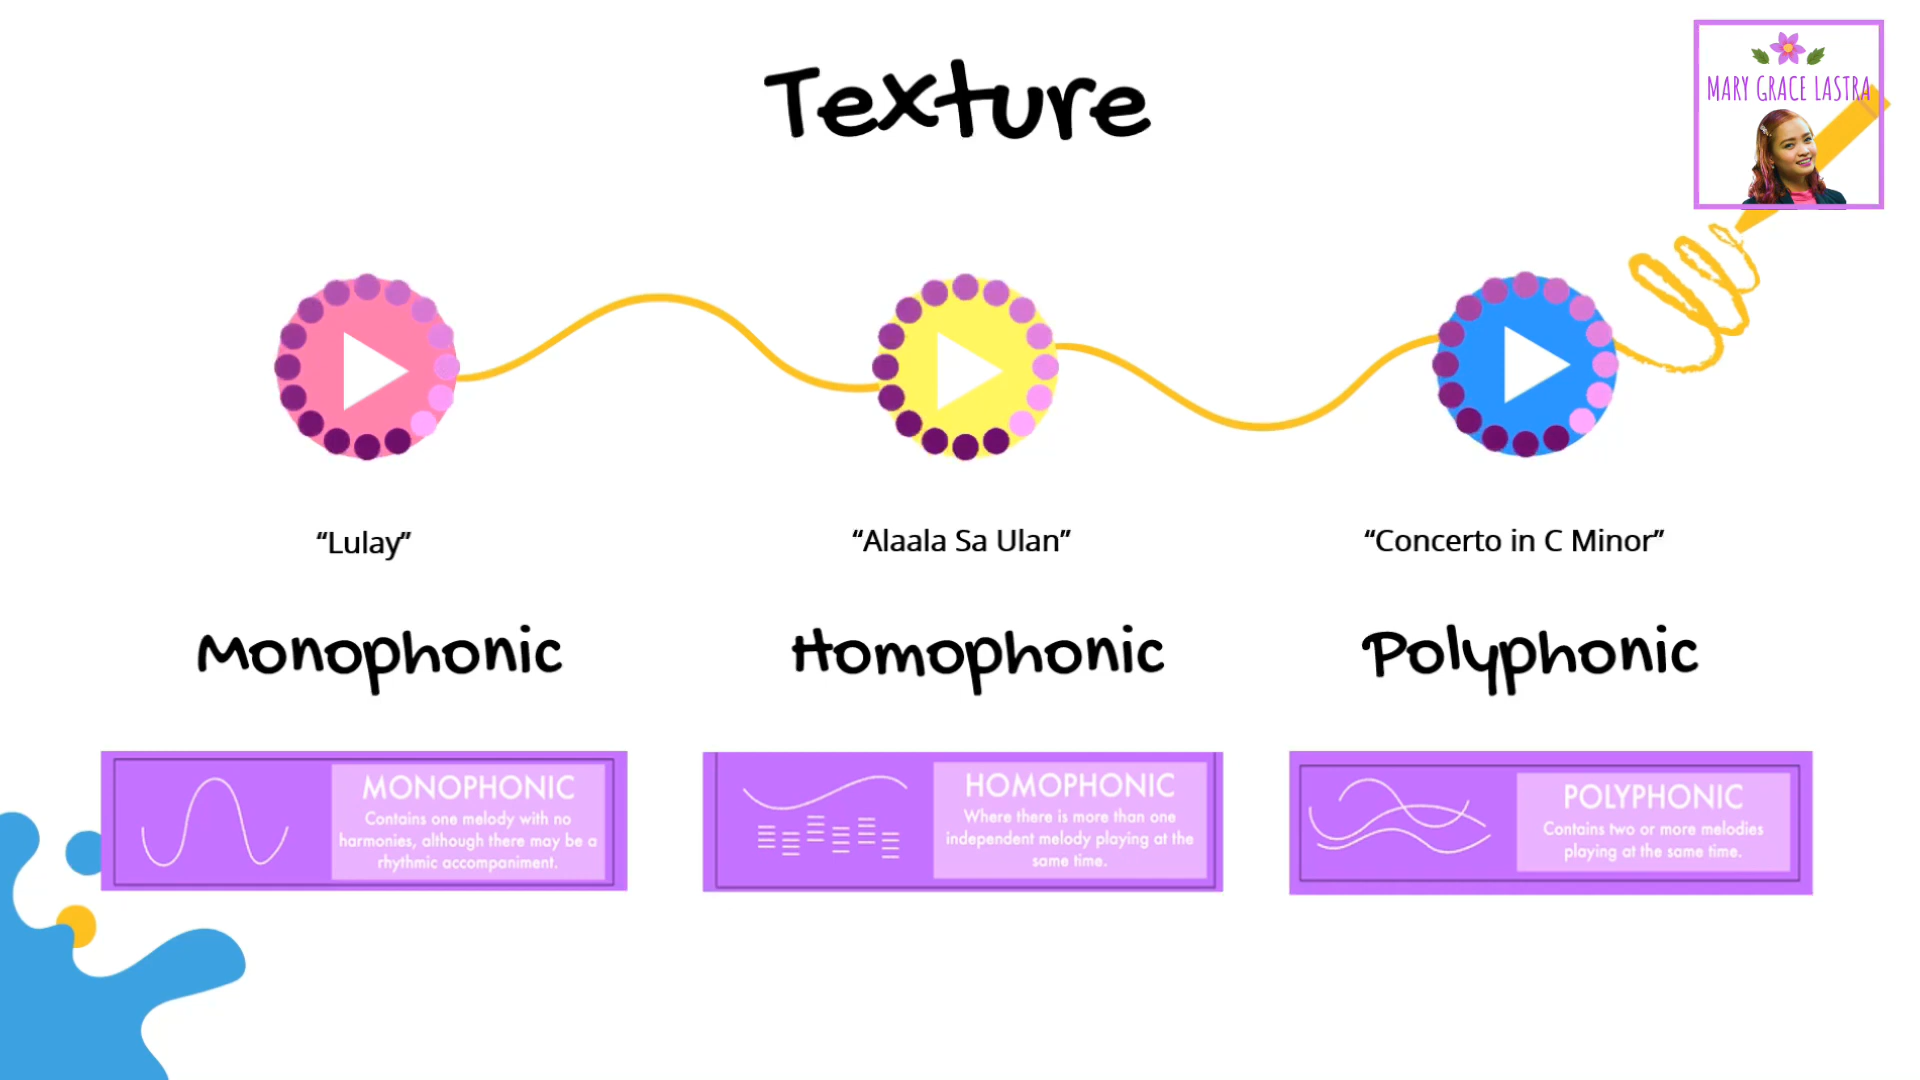 Texture
MARY GRACE LASTRA
“Lulay”
“Alaala Sa Ulan”
“Concerto in C Minor”
Monophonic
Homophonic
Polyphonic
MONOPHONIC
Contains one melody with no
harmonies, although there may be a
rhythmic accompaniment.
HOMOPHONIC
Where there is more than one
independent melody playing at the
same time.
POLYPHONIC
Contains two or more melodies
playing at the same time.